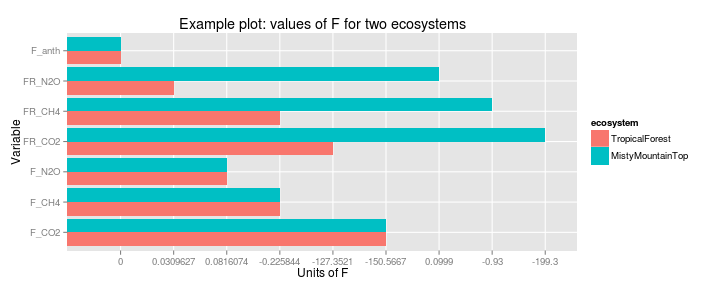 Example plot: values of F for two ecosystems
Variable
F_anth
FR_N2O
FR_CH4
FR_CO2
F_N2O
F_CH4
F_CO2
0 0.0309627 0.0816074 -0.225844 -127.3521 -150.5667 0.0999 -0.93 -199.3
Units of F
ecosystem
TropicalForest
MistyMountainTop